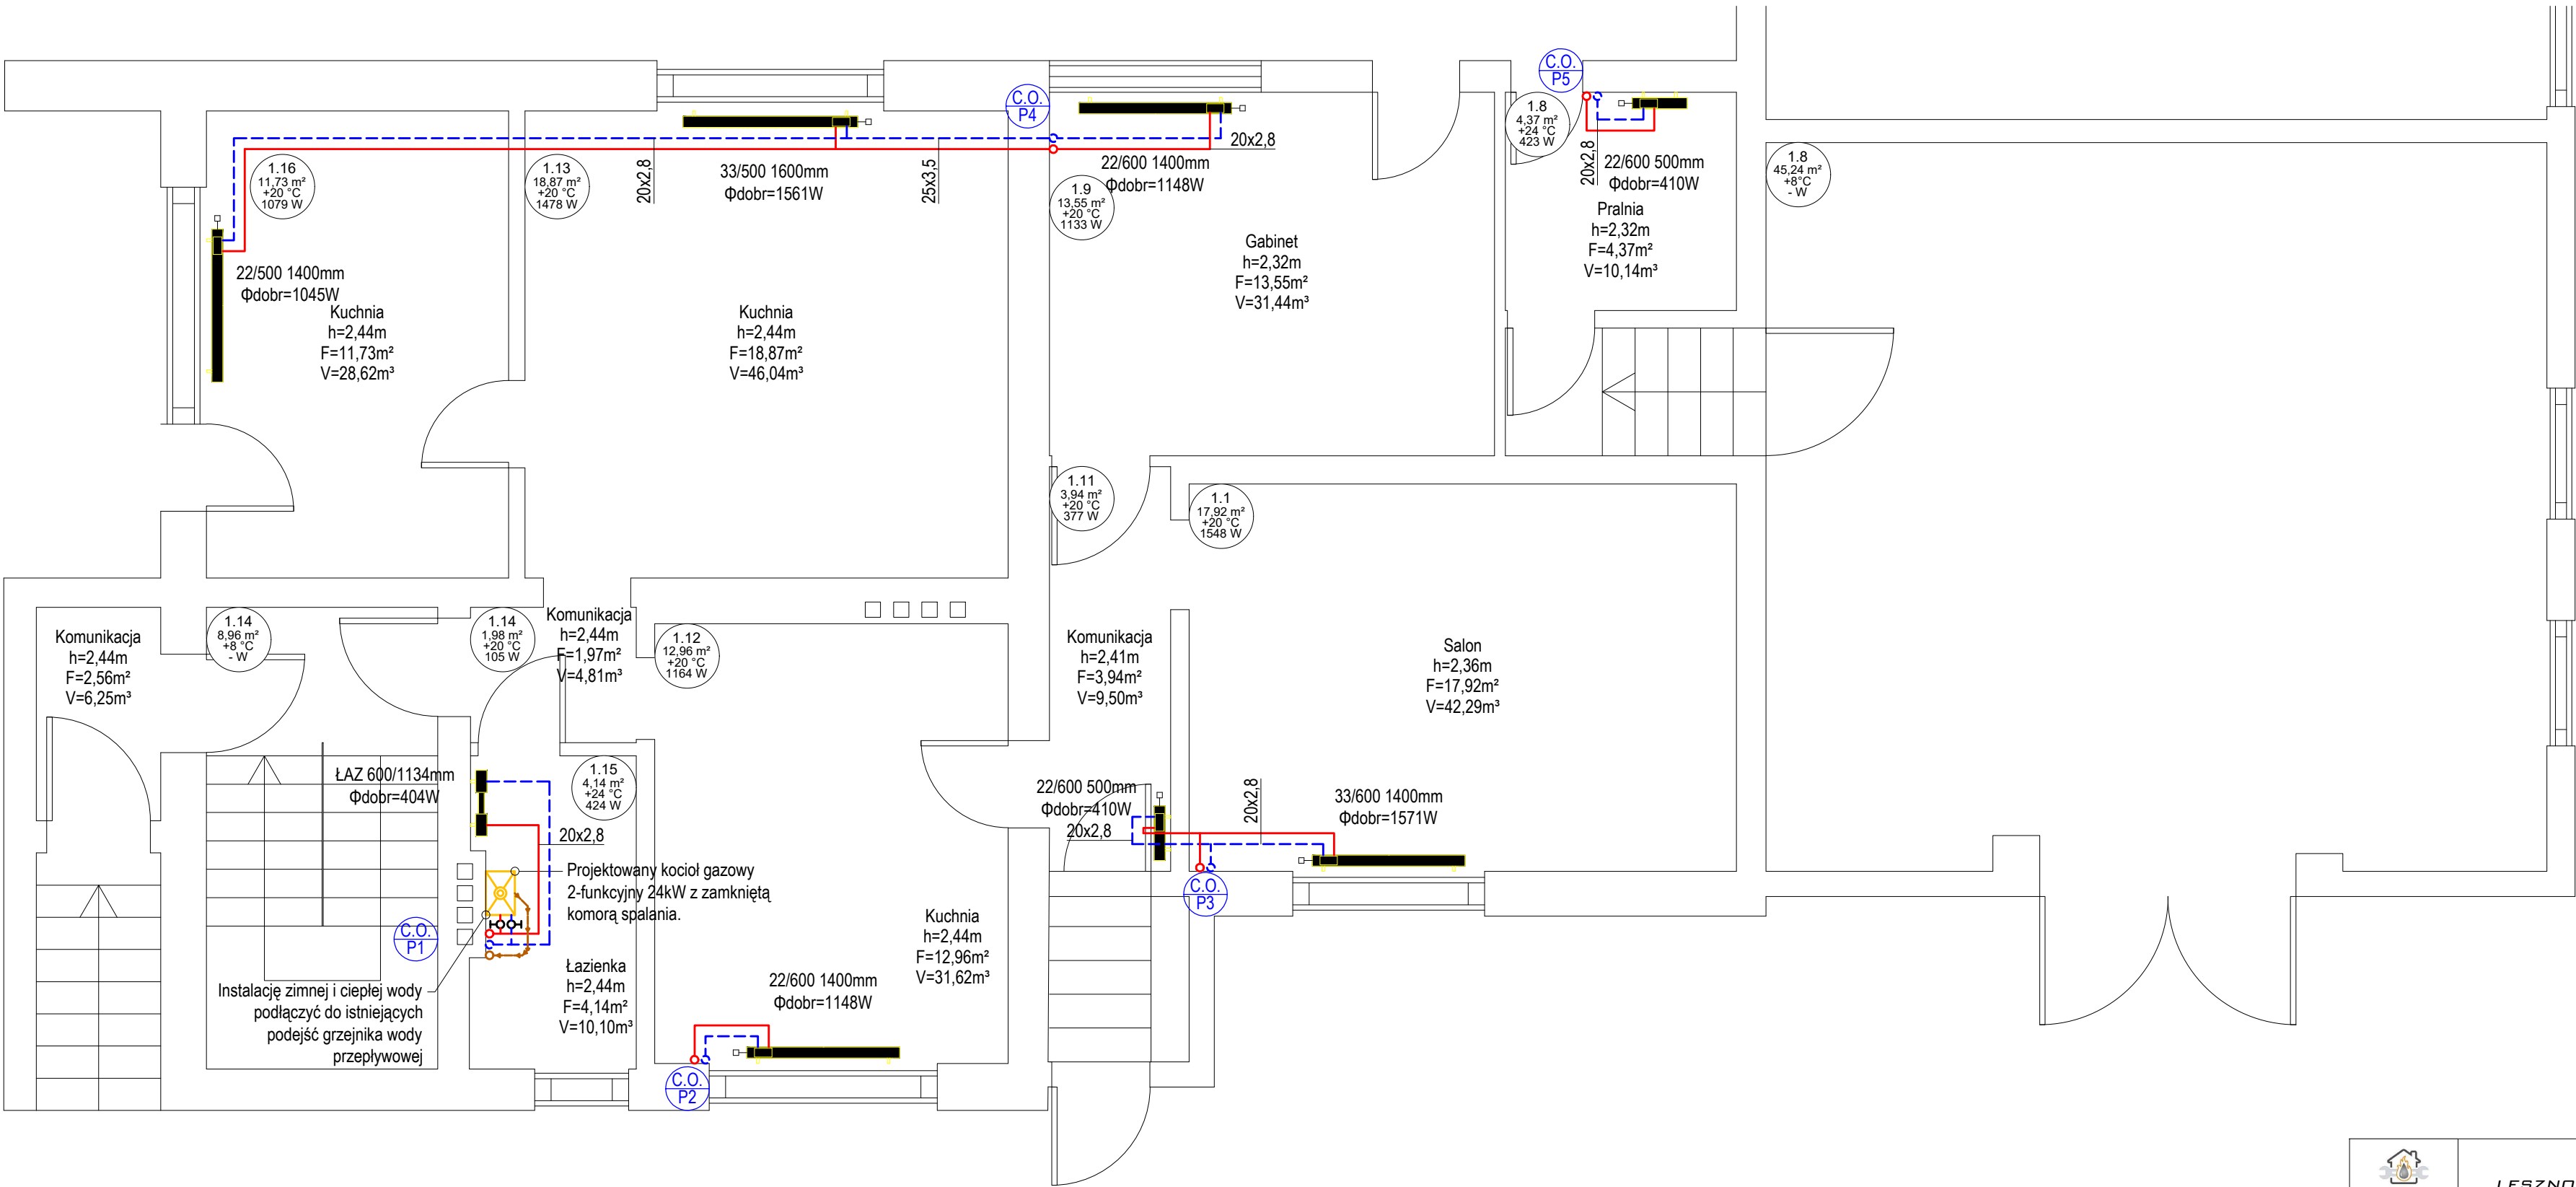 C.O.
P4
C.O.
P5
1.8
4,37 m²
+24 °C
423 W
1.8
45,24 m²
+8°C
- W
1.16
11,73 m²
+20 °C
1079 W
1.13
18,87 m²
+20 °C
1478 W
20x2,8
33/500 1600mm
Φdobr=1561W
25x3,5
20x2,8
22/600 1400mm
Φdobr=1148W
1.9
13,55 m²
+20 °C
1133 W
20x2,8
22/600 500mm
Φdobr=410W
Pralnia
h=2,32m
F=4,37m²
V=10,14m³
Gabinet
h=2,32m
F=13,55m²
V=31,44m³
22/500 1400mm
Φdobr=1045W
Kuchnia
h=2,44m
F=11,73m²
V=28,62m³
Kuchnia
h=2,44m
F=18,87m²
V=46,04m³
1.11
3,94 m²
+20 °C
377 W
1.1
17,92 m²
+20 °C
1548 W
Komunikacja
h=2,44m
F=2,56m²
V=6,25m³
1.14
8,96 m²
+8 °C
- W
1.14
1,98 m²
+20 °C
105 W
Komunikacja
h=2,44m
F=1,97m²
V=4,81m³
1.12
12,96 m²
+20 °C
1164 W
Komunikacja
h=2,41m
F=3,94m²
V=9,50m³
Salon
h=2,36m
F=17,92m²
V=42,29m³
ŁAZ 600/1134mm
Φdobr=404W
1.15
4,14 m²
+24 °C
424 W
20x2,8
22/600 500mm
Φdobr=410W
20x2,8
20x2,8
33/600 1400mm
Φdobr=1571W
Projektowany kocioł gazowy
2-funkcyjny 24kW z zamkniętą
komorą spalania.
C.O.
P3
C.O.
P1
Kuchnia
h=2,44m
F=12,96m²
V=31,62m³
Łazienka
h=2,44m
F=4,14m²
V=10,10m³
22/600 1400mm
Φdobr=1148W
Instalację zimnej i ciepłej wody
podłączyć do istniejących
podejść grzejnika wody
przepływowej
C.O.
P2